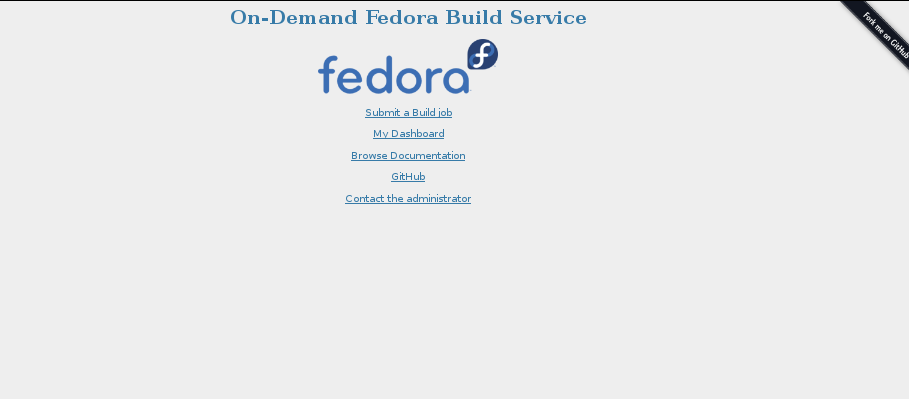 On-Demand Fedora Build Service
Fork me on GitHub
fedora
Submit a Build job
My Dashboard
Browse Documentation
GitHub
Contact the administrator